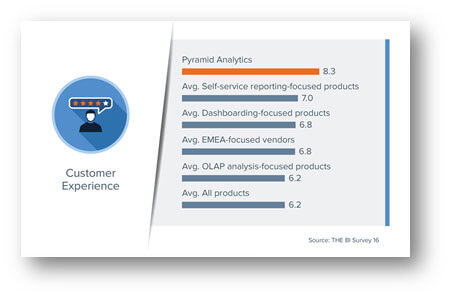 Customer
Experience
Pyramid Analytics
8.3
Avg. Self-service reporting-focused products
7.0
Avg. Dashboarding-focused products
6.8
Avg. EMEA-focused vendors
6.8
Avg. OLAP analysis-focused products
6.2
Avg. All products
6.2
Source: THE BI Survey 16